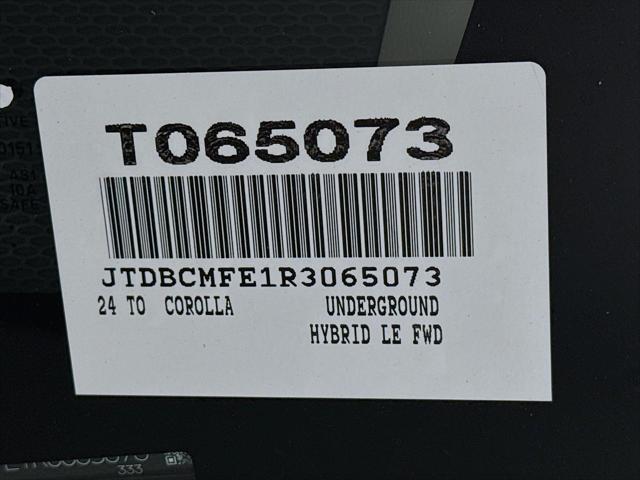 T065073
JTDBCMFE1R3065073
24 TO COROLLA UNDERGROUND
HYBRID LE FWD
333